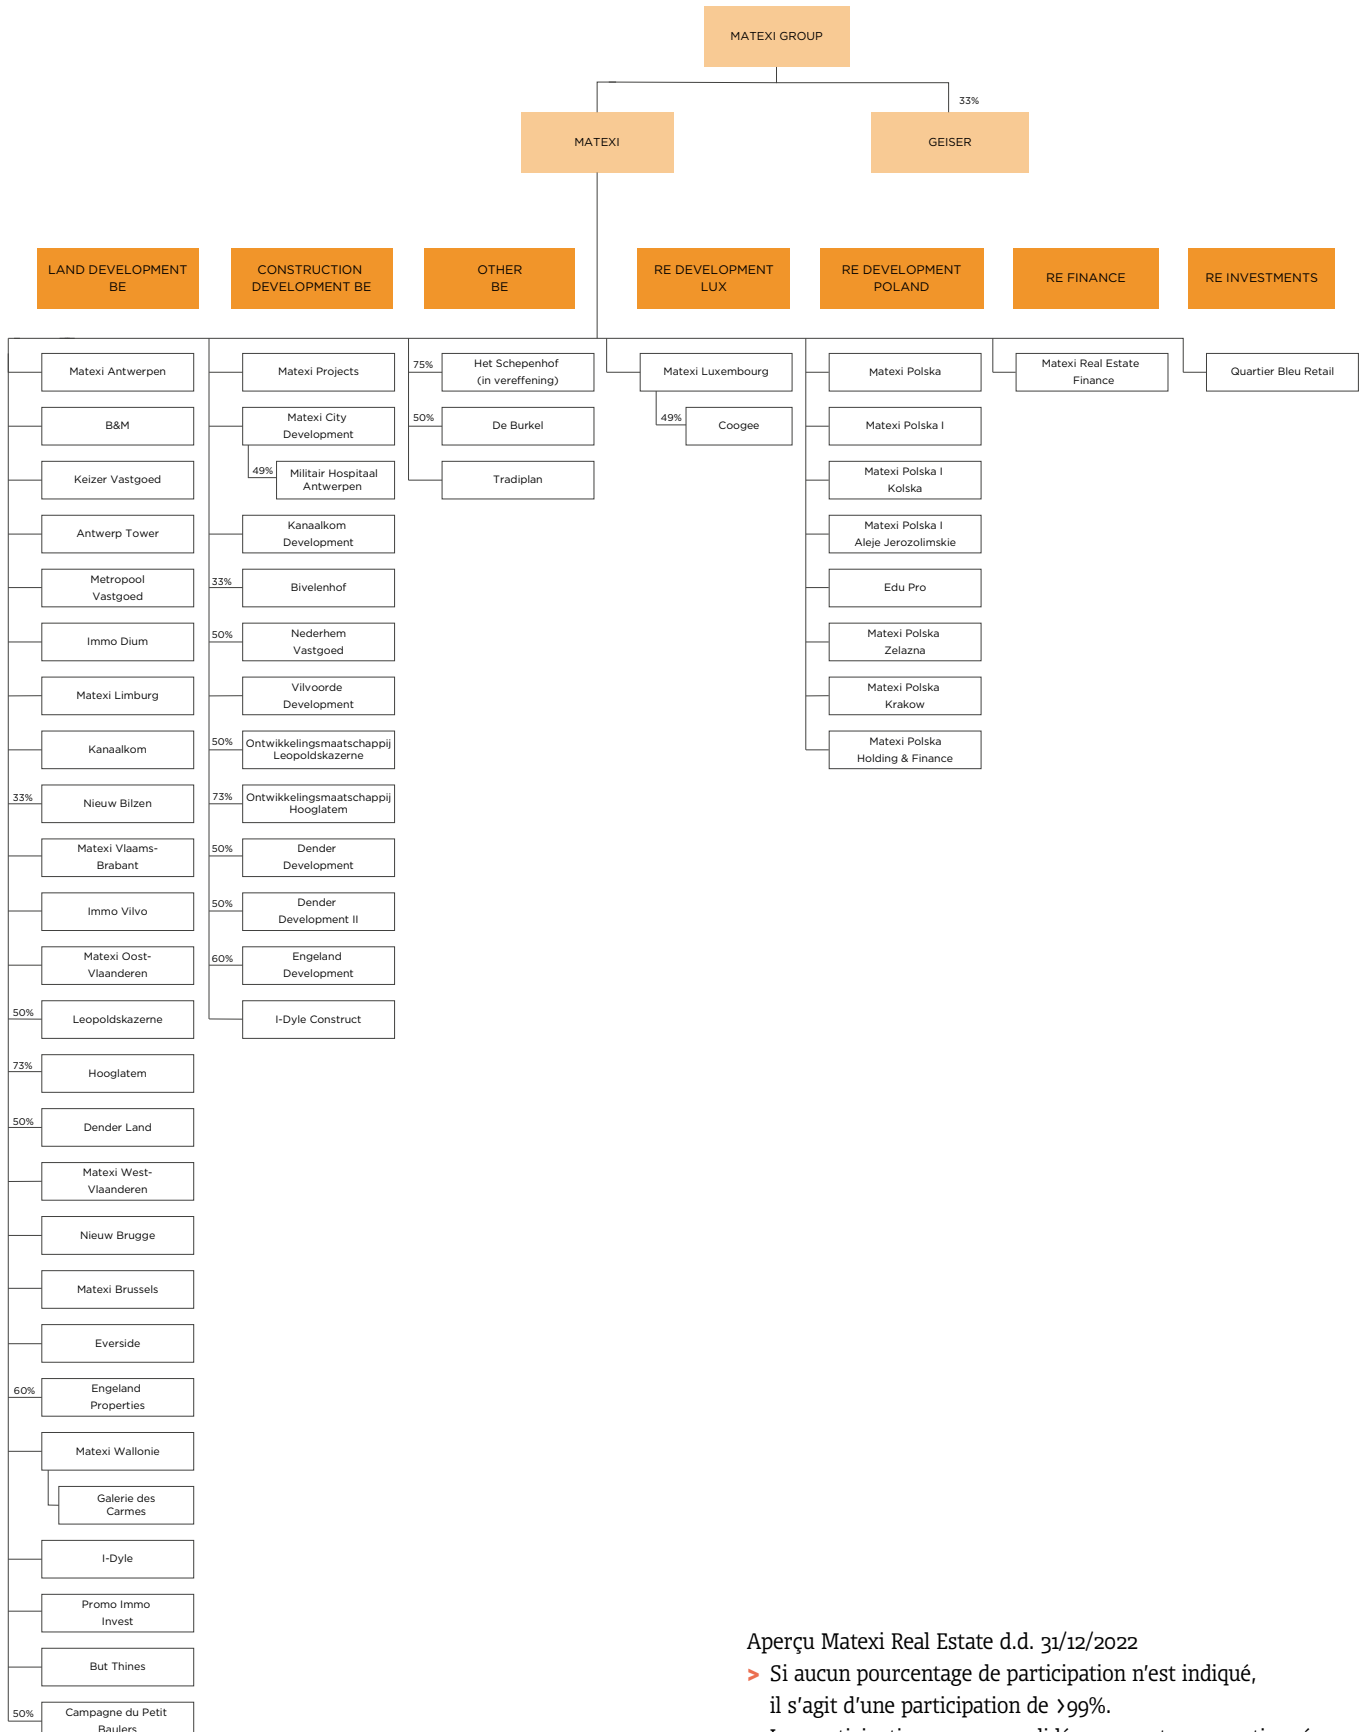 MATEXI GROUP
33%
MATEXI
GEISER
LAND DEVELOPMENT
BE
CONSTRUCTION
DEVELOPMENT BE
OTHER
BE
RE DEVELOPMENT
LUX
RE DEVELOPMENT
POLAND
RE FINANCE
RE INVESTMENTS
Matexi Antwerpen
B&M
Keizer Vastgoed
Antwerp Tower
Metropool
Vastgoed
Immo Dium
Matexi Limburg
Kanaalkom
33%
Nieuw Bilzen
Matexi Vlaams-
Brabant
Immo Vilvo
Matexi Oost-
Vlaanderen
50%
Leopoldskazerne
73%
Hooglatem
50%
Dender Land
Matexi West-
Vlaanderen
Nieuw Brugge
Matexi Brussels
Everside
60%
Engeland
Properties
Matexi Wallonie
Galerie des
Carmes
I-Dyle
Promo Immo
Invest
But Thines
50%
Campagne du Petit
Baulers
Matexi Projects
Matexi City
Development
49%
Militair Hospitaal
Antwerpen
Kanaalkom
Development
33%
Bivelenhof
50%
Nederhem
Vastgoed
Vilvoorde
Development
50%
Ontwikkelingsmaatschappij
Leopoldskazerne
73%
Ontwikkelingsmaatschappij
Hooglatem
50%
Dender
Development
50%
Dender
Development II
60%
Engeland
Development
I-Dyle Construct
75%
Het Schepenhof
(in vereffening)
50%
De Burkel
Tradiplan
Matexi Luxembourg
49%
Coogee
Matexi Polska
Matexi Polska I
Matexi Polska I
Kolska
Matexi Polska I
Aleje Jerozolimskie
Edu Pro
Matexi Polska
Zelazna
Matexi Polska
Krakow
Matexi Polska
Holding & Finance
Matexi Real Estate
Finance
Quartier Bleu Retail
Aperçu Matexi Real Estate d.d. 31/12/2022
> Si aucun pourcentage de participation n'est indiqué,
il s'agit d'une participation de >99%.